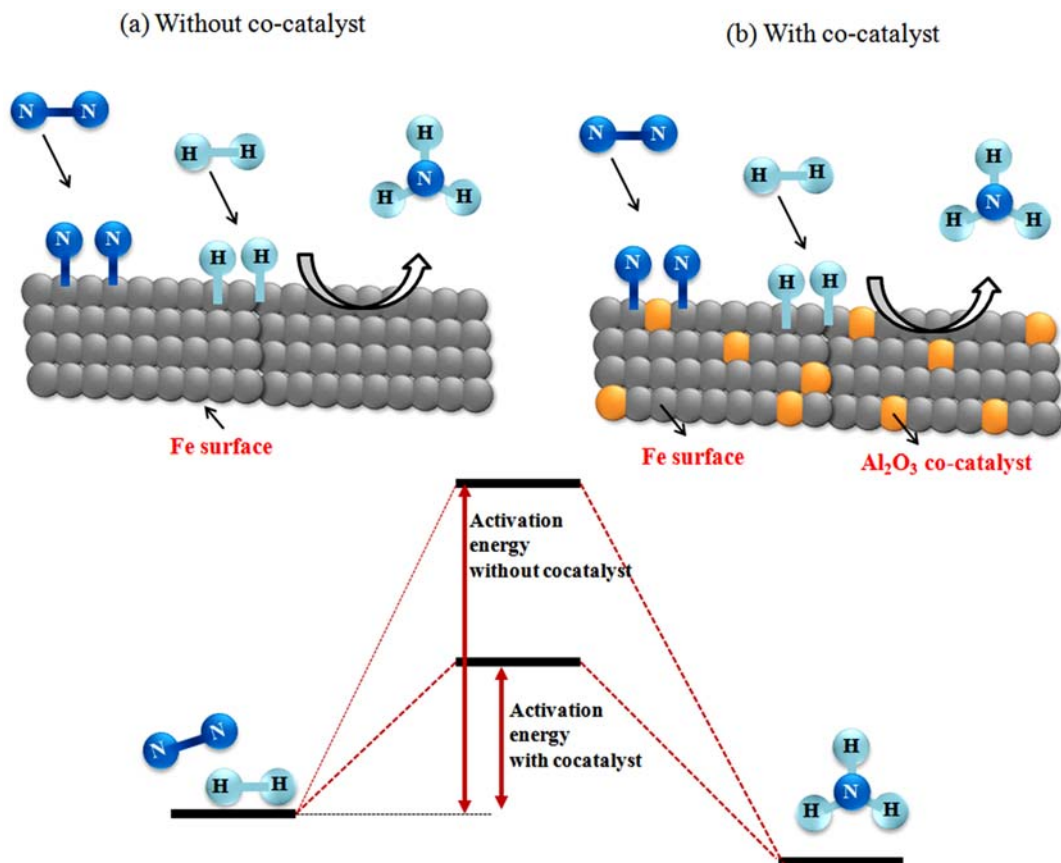 (a) Without co-catalyst
(b) With co-catalyst
N N
H H
H
N
H H
N N
H H
Fe surface
N N
H H
H
N
H H
N N
H H
Fe surface
Al₂O₃ co-catalyst
Activation
energy
without cocatalyst
Activation
energy
with cocatalyst
N N
H H
H
N
H H